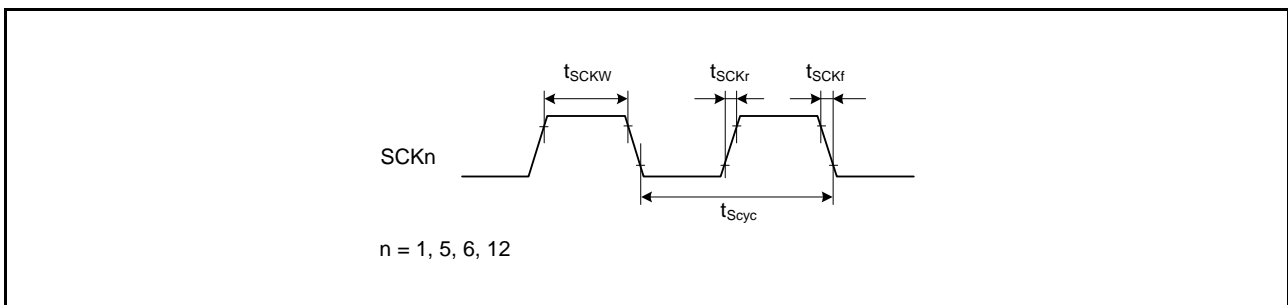 tSCKW tSCKr tSCKf
SCKn
tScyc
n = 1, 5, 6, 12